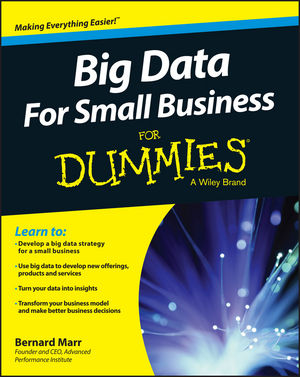 Making Everything Easier!™
Big Data
For Small Business
FOR
DUMMIES®
A Wiley Brand
Learn to:
• Develop a big data strategy
for a small business
• Use big data to develop new offerings,
products and services
• Turn your data into insights
• Transform your business model
and make better business decisions
Bernard Marr
Founder and CEO, Advanced
Performance Institute